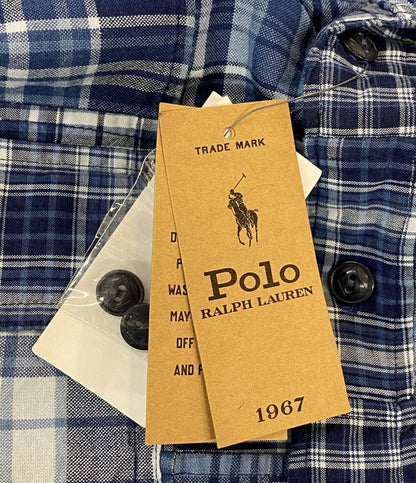 TRADE MARK
Polo
RALPH LAUREN
1967
WAS
MAY
OFF
AND